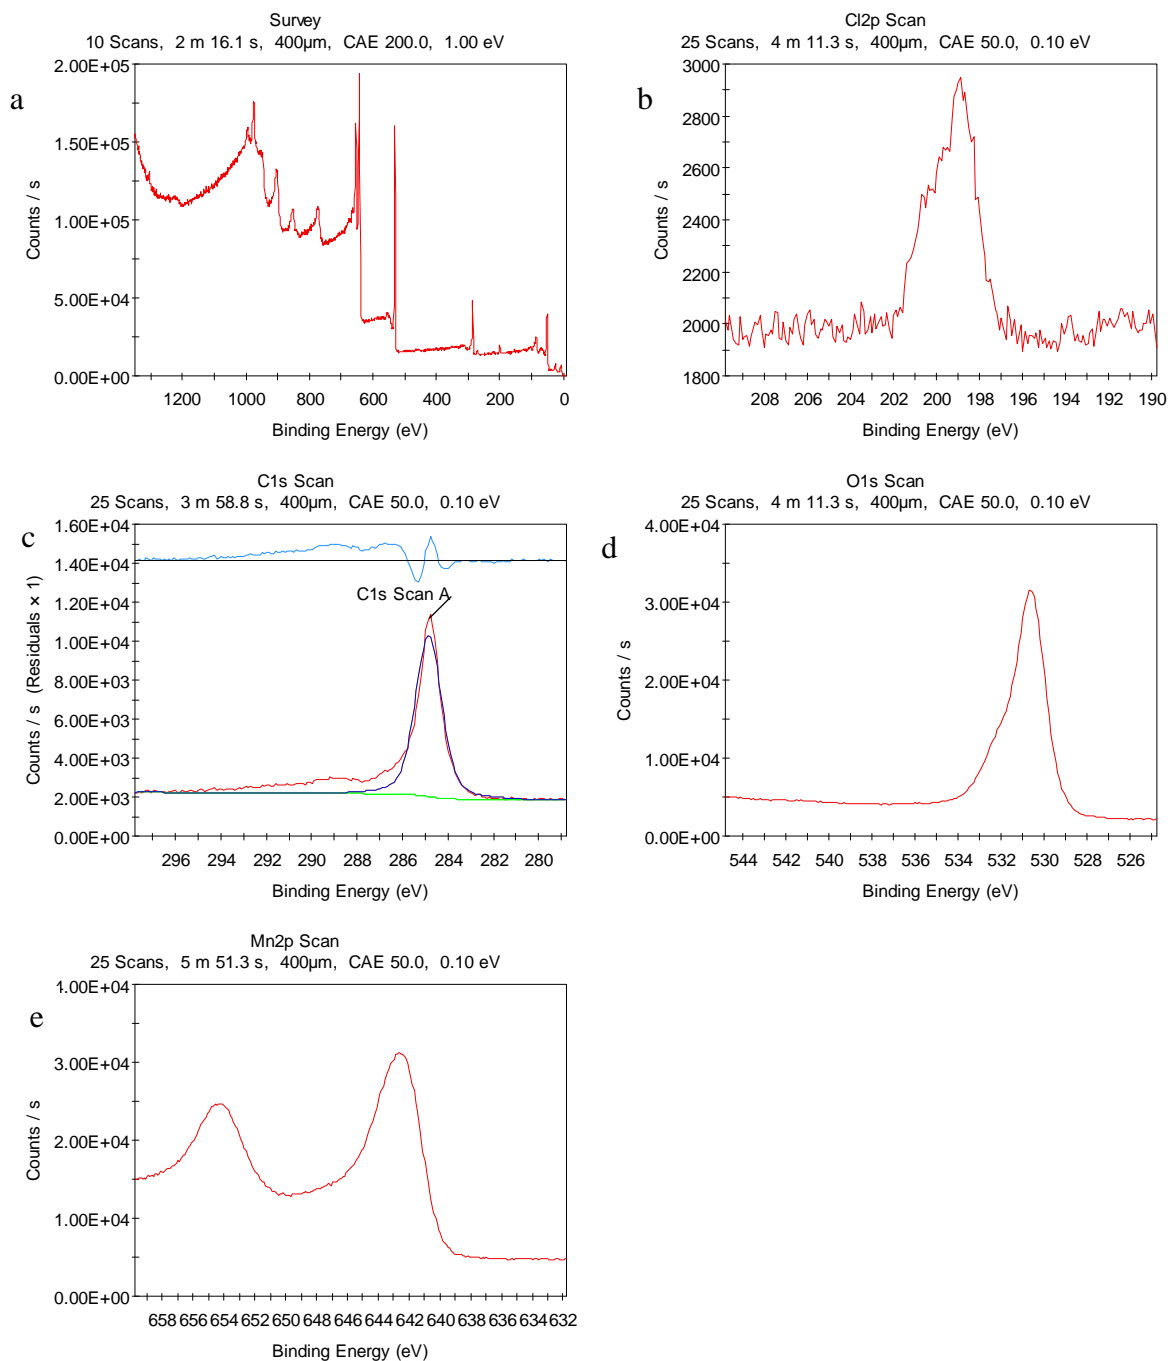 Survey
10 Scans, 2 m 16.1 s, 400µm, CAE 200.0, 1.00 eV
a
2.00E+05
1.50E+05
1.00E+05
5.00E+04
0.00E+00
Counts / s
1200 1000 800 600 400 200 0
Binding Energy (eV)
Cl2p Scan
25 Scans, 4 m 11.3 s, 400µm, CAE 50.0, 0.10 eV
b
3000
2800
2600
2400
2200
2000
1800
Counts / s
208 206 204 202 200 198 196 194 192 190
Binding Energy (eV)
C1s Scan
25 Scans, 3 m 58.8 s, 400µm, CAE 50.0, 0.10 eV
c
1.60E+04
1.40E+04
1.20E+04
1.00E+04
8.00E+03
6.00E+03
4.00E+03
2.00E+03
0.00E+00
Counts / s (Residuals × 1)
C1s Scan A
296 294 292 290 288 286 284 282 280
Binding Energy (eV)
O1s Scan
25 Scans, 4 m 11.3 s, 400µm, CAE 50.0, 0.10 eV
d
4.00E+04
3.00E+04
2.00E+04
1.00E+04
0.00E+00
Counts / s
544 542 540 538 536 534 532 530 528 526
Binding Energy (eV)
Mn2p Scan
25 Scans, 5 m 51.3 s, 400µm, CAE 50.0, 0.10 eV
e
1.00E+04
3.00E+04
2.00E+04
1.00E+04
0.00E+00
Counts / s
658 656 654 652 650 648 646 644 642 640 638 636 634 632
Binding Energy (eV)